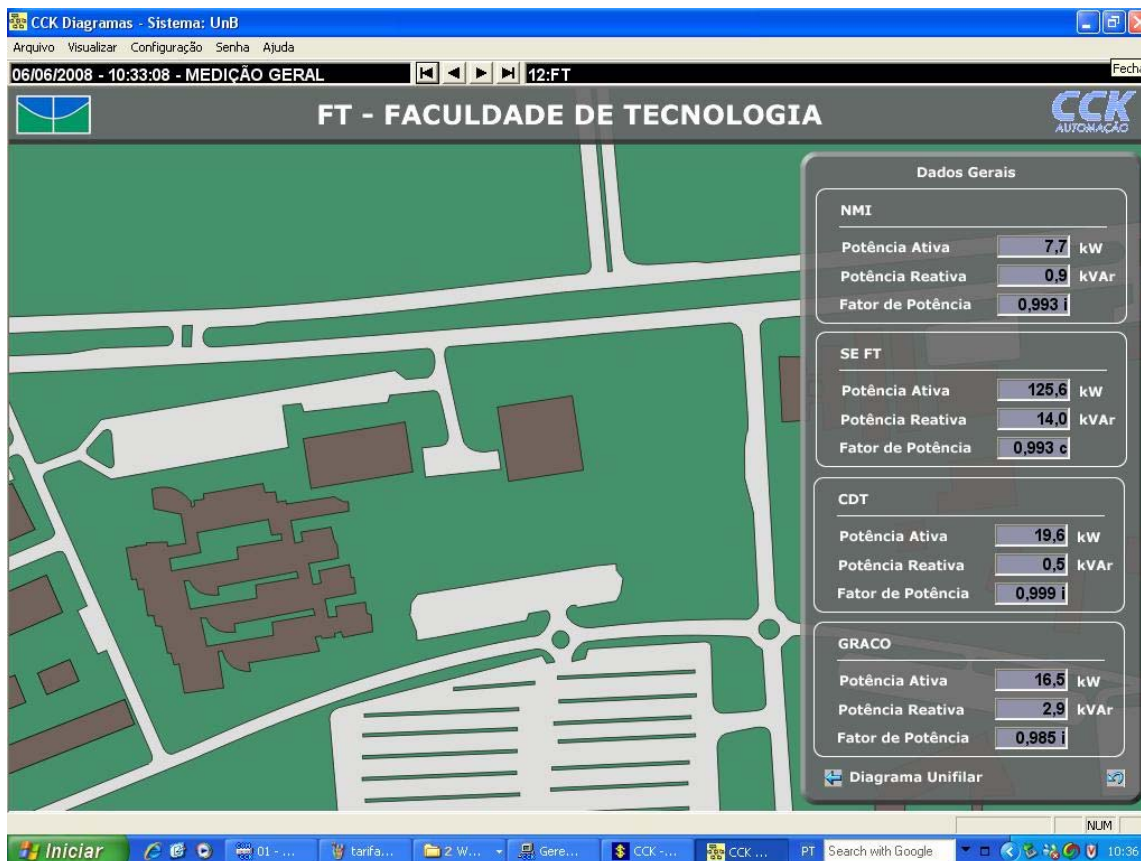 CCK Diagramas - Sistema: UnB
Arquivo Visualizar Configuração Senha Ajuda
06/06/2008 - 10:33:08 - MEDIÇÃO GERAL 12:FT
FT - FACULDADE DE TECNOLOGIA
CCK
AUTOMAÇÃO
Dados Gerais
NMI
Potência Ativa 7,7 kW
Potência Reativa 0,9 kVAr
Fator de Potência 0,993 i
SE FT
Potência Ativa 125,6 kW
Potência Reativa 14,0 kVAr
Fator de Potência 0,993 c
CDT
Potência Ativa 19,6 kW
Potência Reativa 0,5 kVAr
Fator de Potência 0,999 i
GRACO
Potência Ativa 16,5 kW
Potência Reativa 2,9 kVAr
Fator de Potência 0,985 i
Diagrama Unifilar
NUM
Iniciar 01 - ... tarifa... 2 W... Gere... CCK -... CCK ... PT Search with Google 10:36